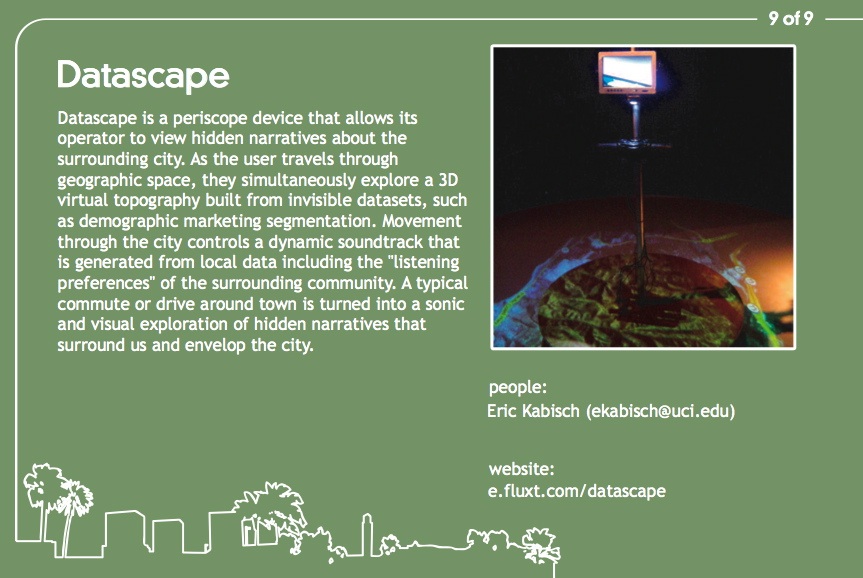 9 of 9
Datascape
Datascape is a periscope device that allows its
operator to view hidden narratives about the
surrounding city. As the user travels through
geographic space, they simultaneously explore a 3D
virtual topography built from invisible datasets, such
as demographic marketing segmentation. Movement
through the city controls a dynamic soundtrack that
is generated from local data including the "listening
preferences" of the surrounding community. A typical
commute or drive around town is turned into a sonic
and visual exploration of hidden narratives that
surround us and envelop the city.
people:
Eric Kabisch (ekabisch@uci.edu)
website:
e.fluxt.com/datascape